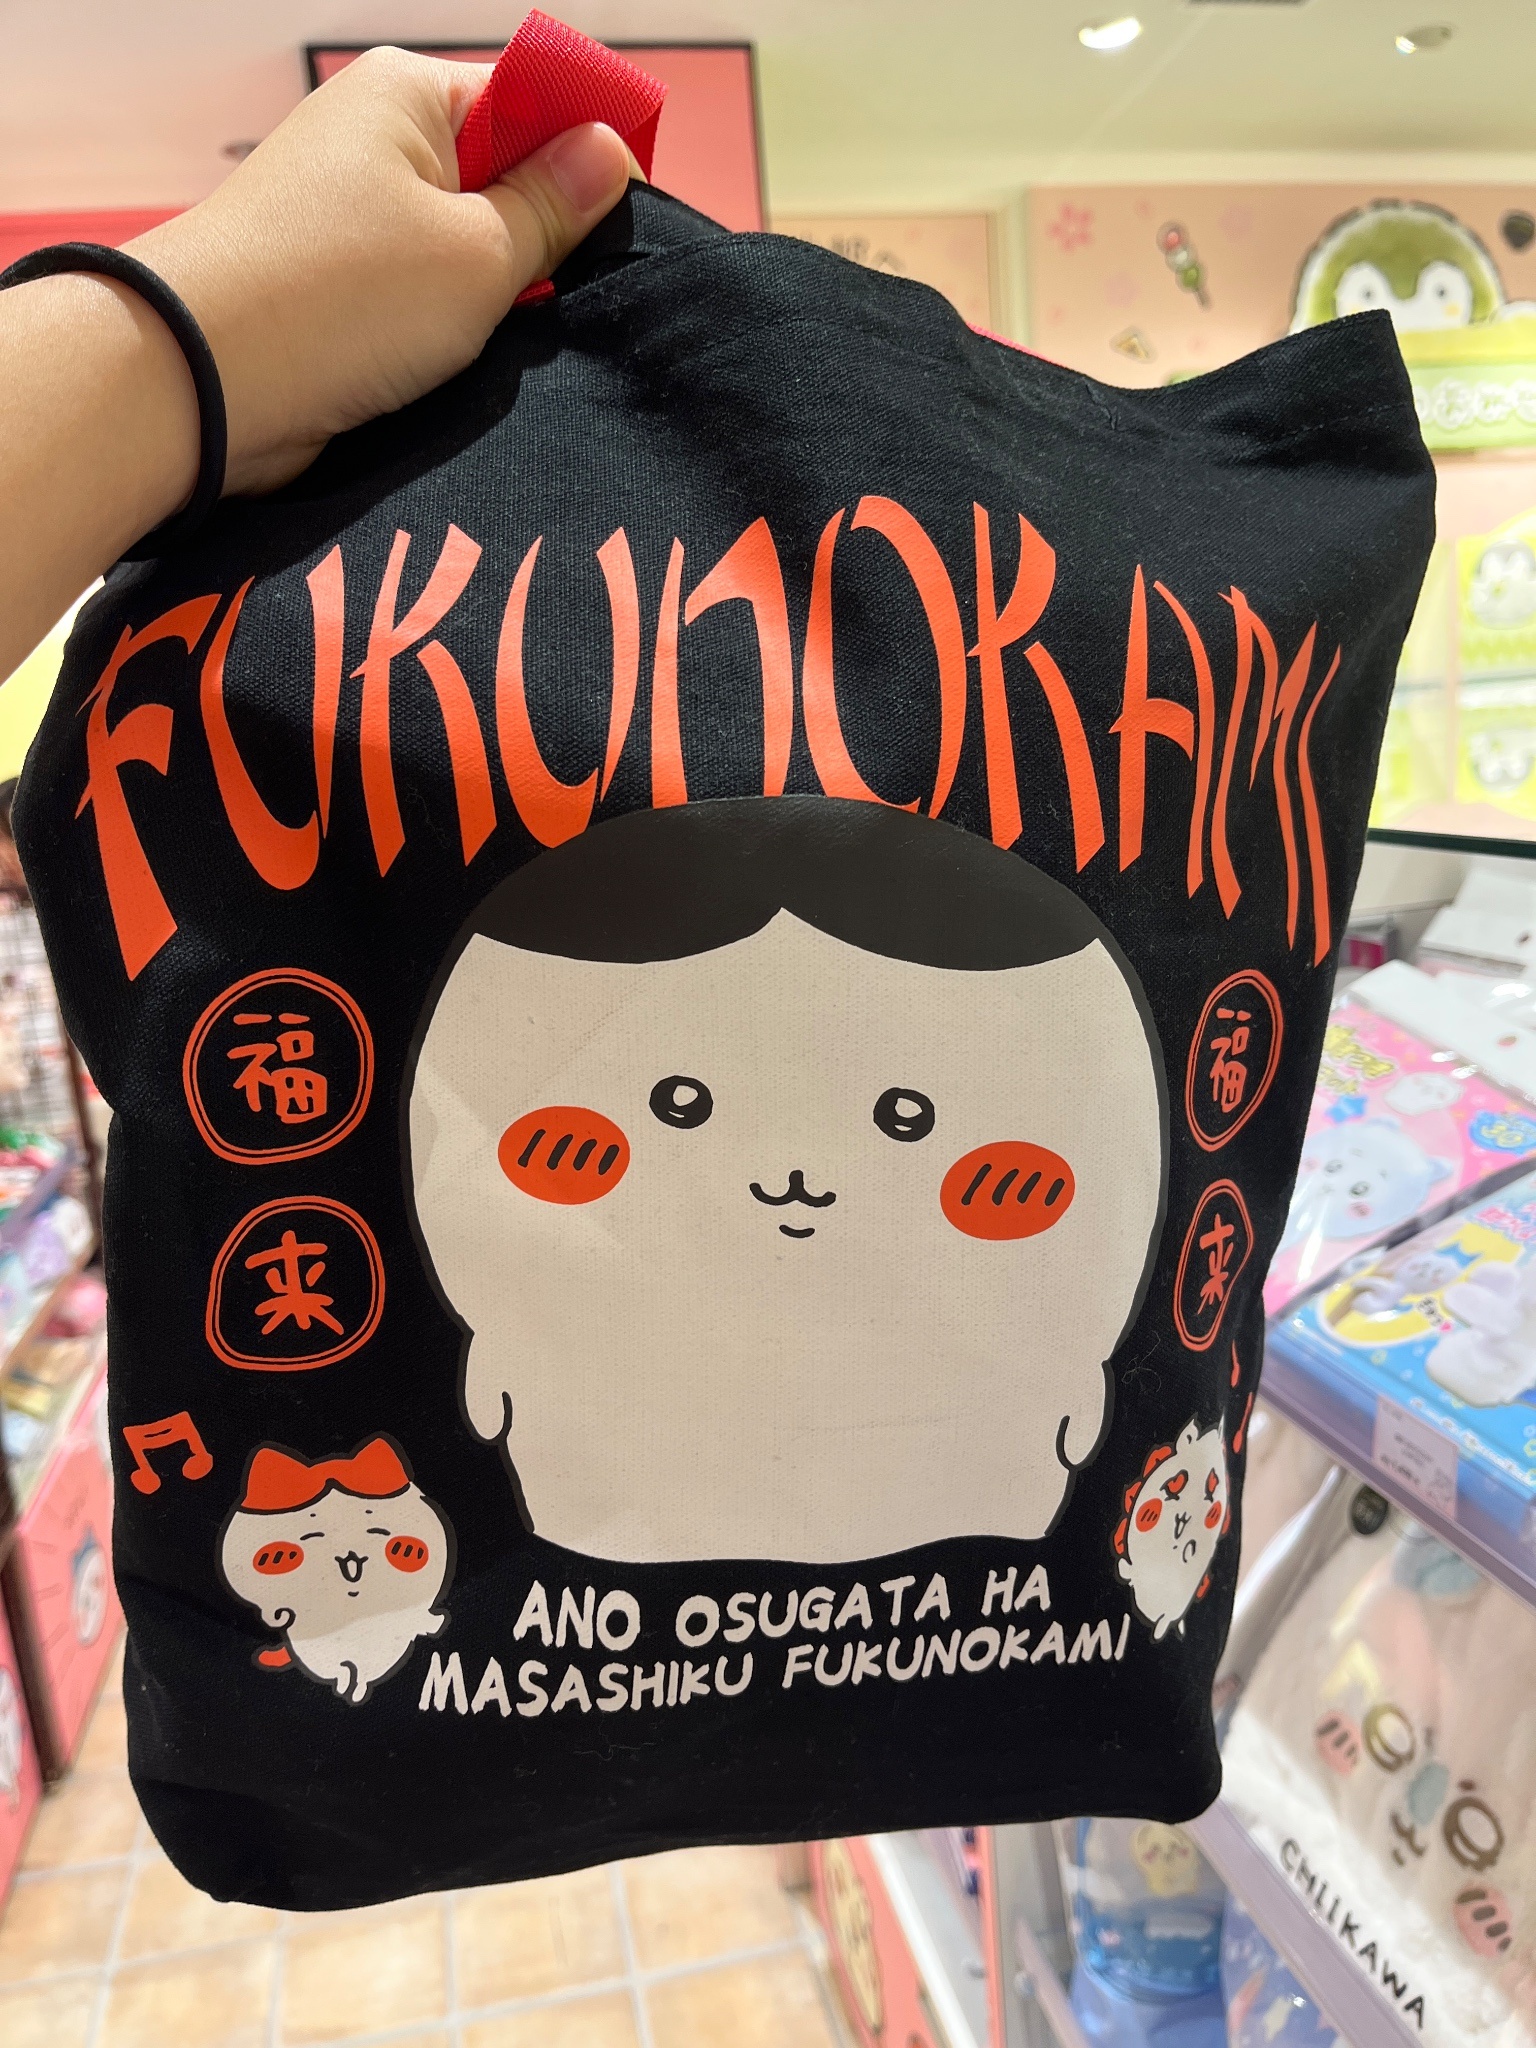 FUKUNOKAMI
福
来
福
来
ANO OSUGATA HA
MASASHIKU FUKUNOKAMI
CHIIKAWA